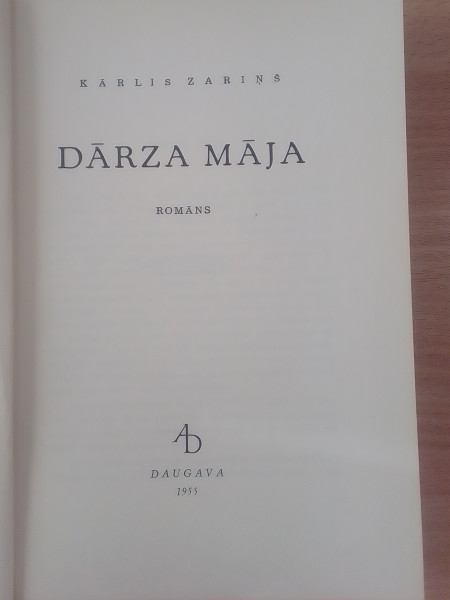 KĀRLIS ZARIŅŠ
DĀRZA MĀJA
ROMĀNS
AD
DAUGAVA
1955